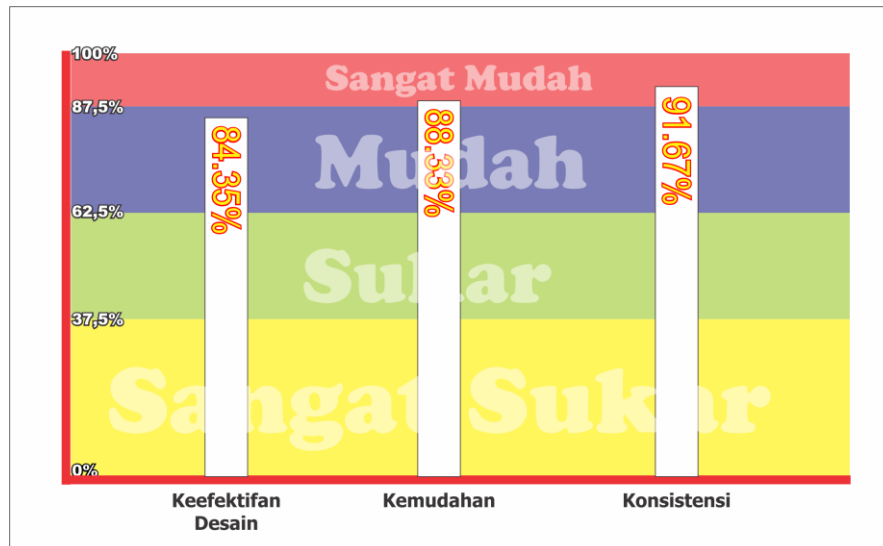 100%
Sangat Mudah
87,5%
84.35%
88.33%
91.67%
Mudah
62,5%
Sukar
37,5%
Sangat Sukar
0%
Keefektifan
Desain
Kemudahan
Konsistensi